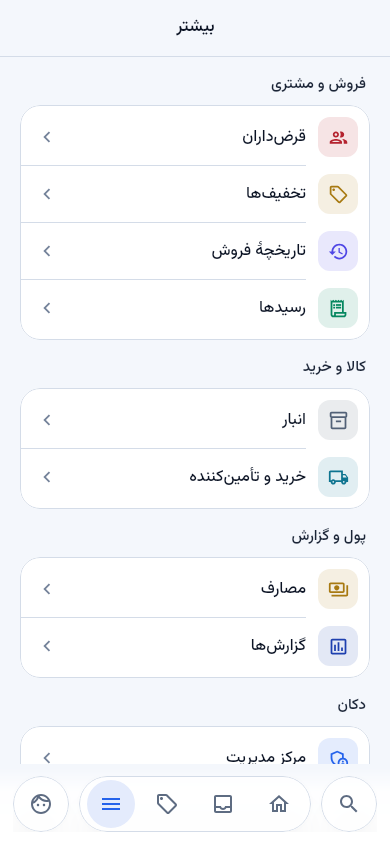 بیشتر
فروش و مشتری
قرض‌داران
تخفیف‌ها
تاریخچهٔ فروش
رسیدها
کالا و خرید
انبار
خرید و تأمین‌کننده
پول و گزارش
مصارف
گزارش‌ها
دکان
مرکز مدیریت